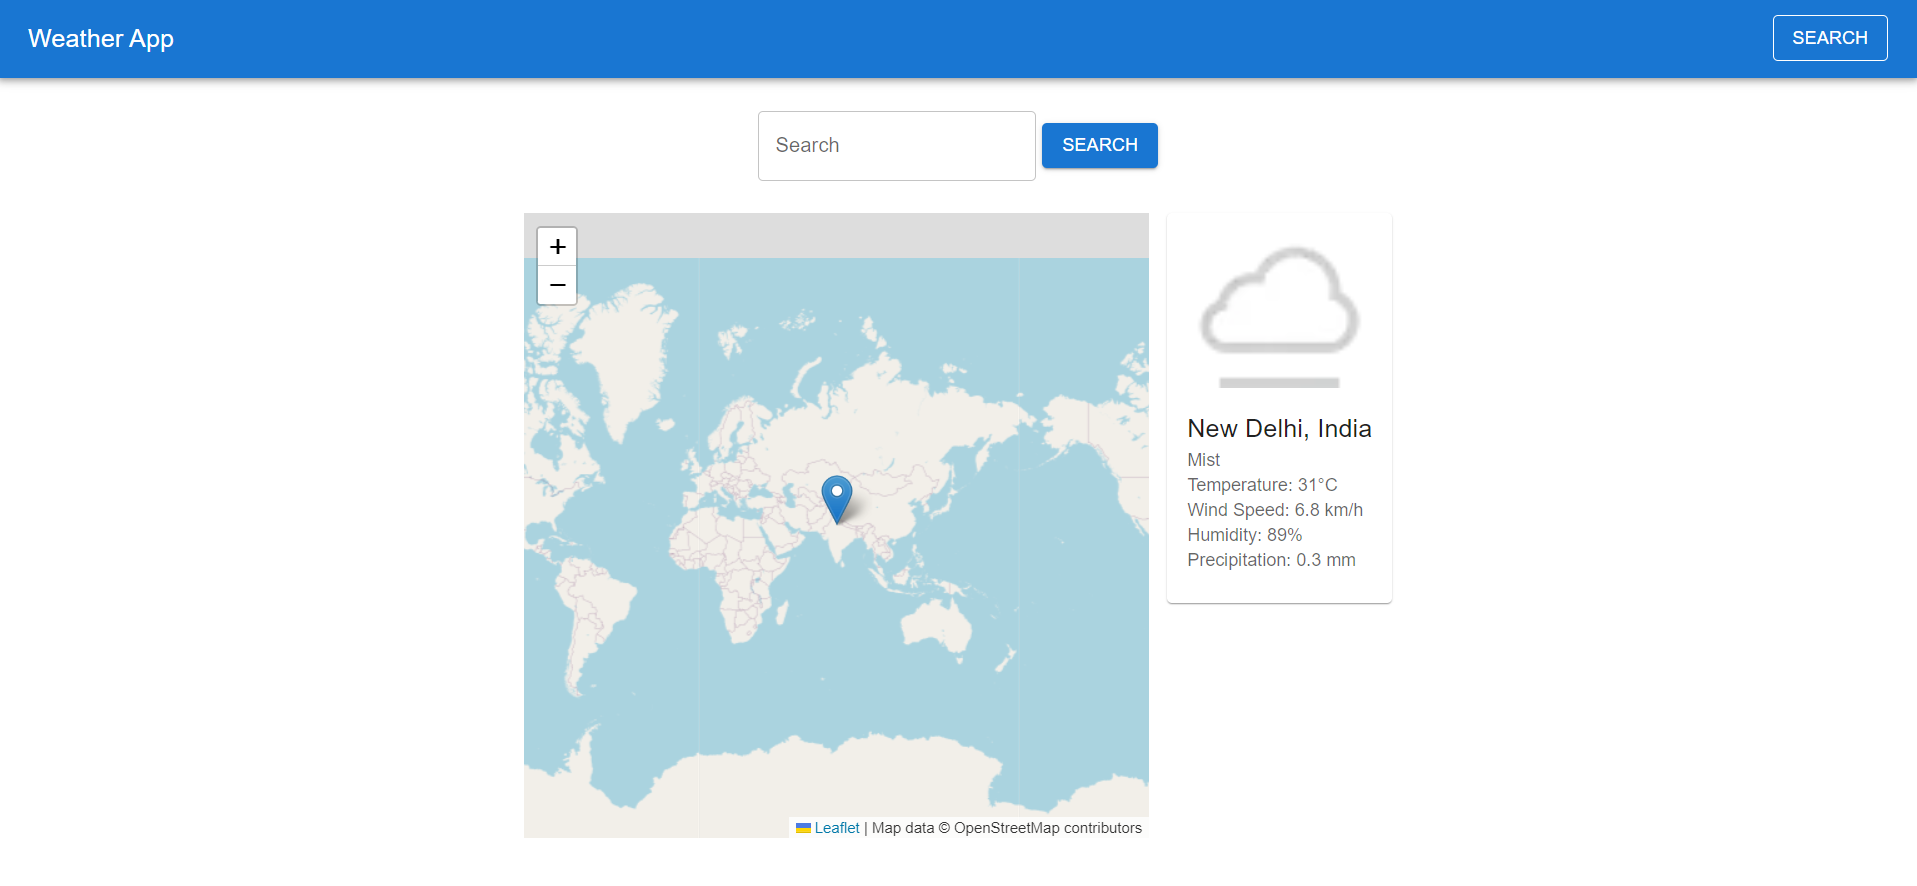 Weather App
SEARCH
Search
SEARCH
+
−
New Delhi, India
Mist
Temperature: 31°C
Wind Speed: 6.8 km/h
Humidity: 89%
Precipitation: 0.3 mm
Leaflet | Map data © OpenStreetMap contributors